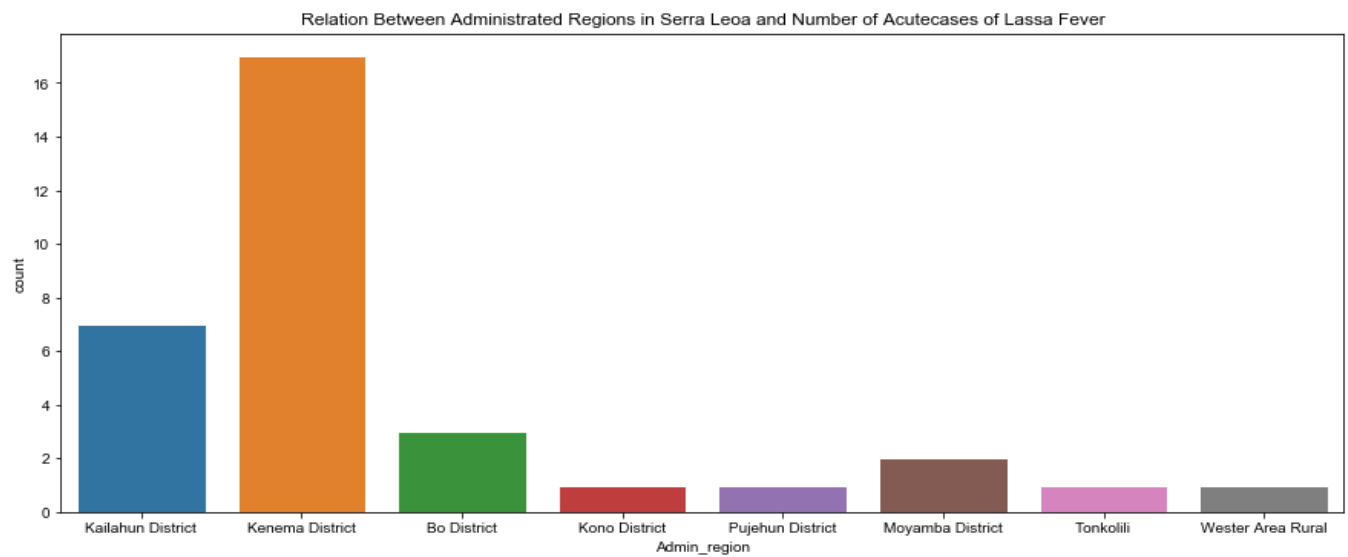 Relation Between Administrated Regions in Serra Leoa and Number of Acutecases of Lassa Fever
16
14
12
10
8
6
4
2
0
count
Kailahun District Kenema District Bo District Kono District Pujehun District Moyamba District Tonkolili Wester Area Rural
Admin_region